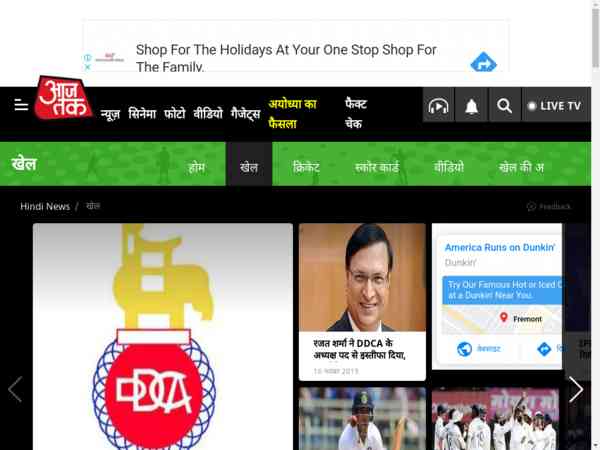 Shop For The Holidays At Your One Stop Shop For
The Family.
आज
तक
न्यूज़ सिनेमा फोटो वीडियो गैजेट्स अयोध्या का फैसला फैक्ट चेक
LIVE TV
खेल
होम खेल क्रिकेट स्कोर कार्ड वीडियो खेल की अ
Hindi News / खेल
Feedback
DDCA
रजत शर्मा ने DDCA के
अध्यक्ष पद से इस्तीफा दिया,
16 नवंबर 2019
America Runs on Dunkin'
Dunkin'
Try Our Famous Hot or Iced C
at a Dunkin' Near You.
Fremont
वेबसाइट